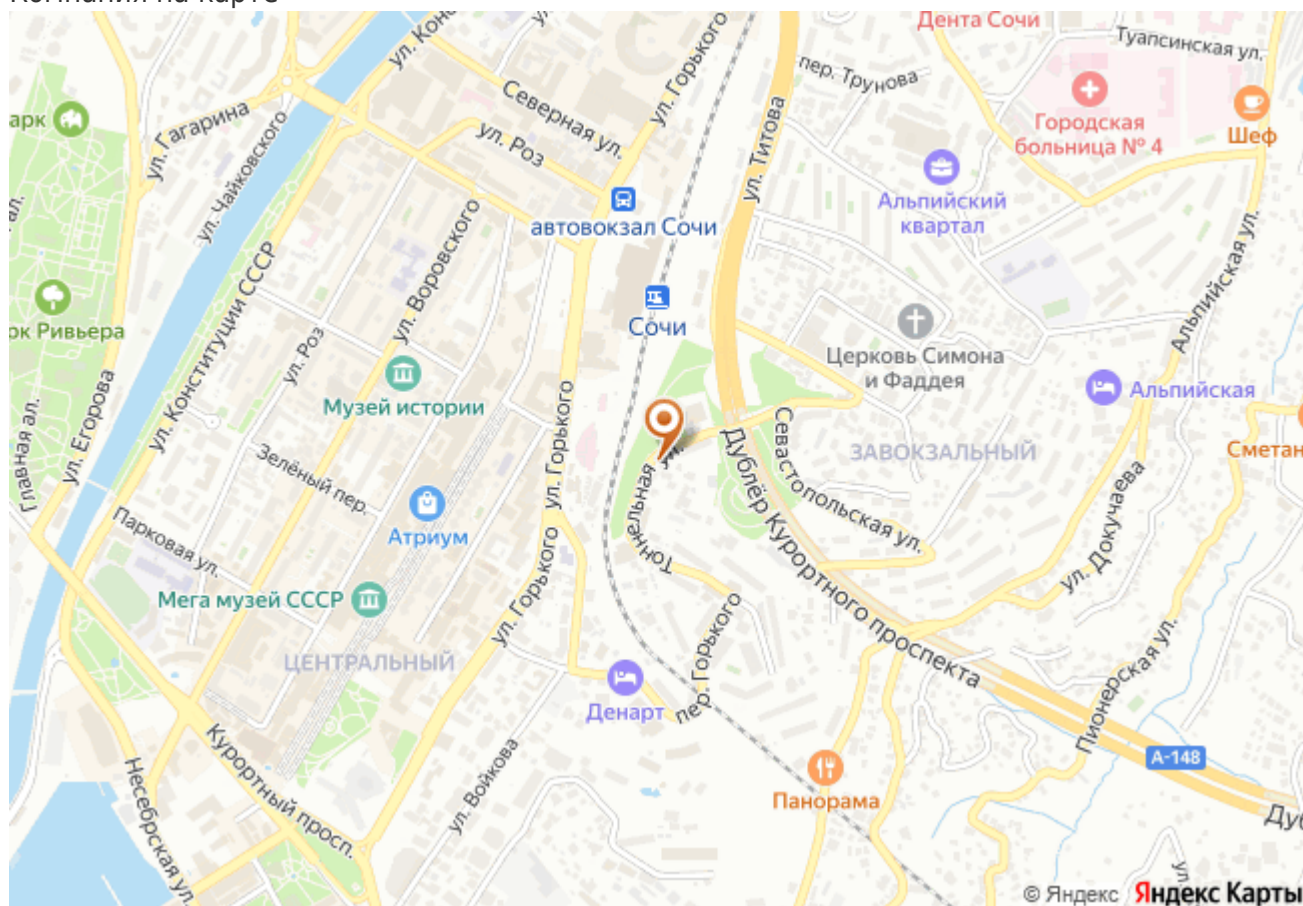 Компания на карте
Дента Сочи
Туапсинская ул.
ул. Горького
пер. Трунова
Северная ул.
ул. Гагарина
ул. Роз
ул. Титова
Городская
больница № 4
Шеф
ул. Чайковского
Альпийский
квартал
автовокзал Сочи
ул. Воровского
Сочи
ул. Конституции СССР
Альпийская ул.
ул. Роз
Церковь Симона
и Фаддея
Музей истории
Альпийская
ул. Егорова
Главная ал.
ул. Горького
ЗАВОКЗАЛЬНЫЙ
Зелёный пер.
Севастопольская ул.
Тоннельная ул.
Атриум
Парковая ул.
ул. Горького
ул. Докучаева
Дублёр Курортного проспекта
Мега музей СССР
ЦЕНТРАЛЬНЫЙ
пер. Горького
Пионерская ул.
Денарт
А-148
Курортный просп.
Несебрская ул.
ул. Войкова
Панорама
ул.
© Яндекс Яндекс Карты